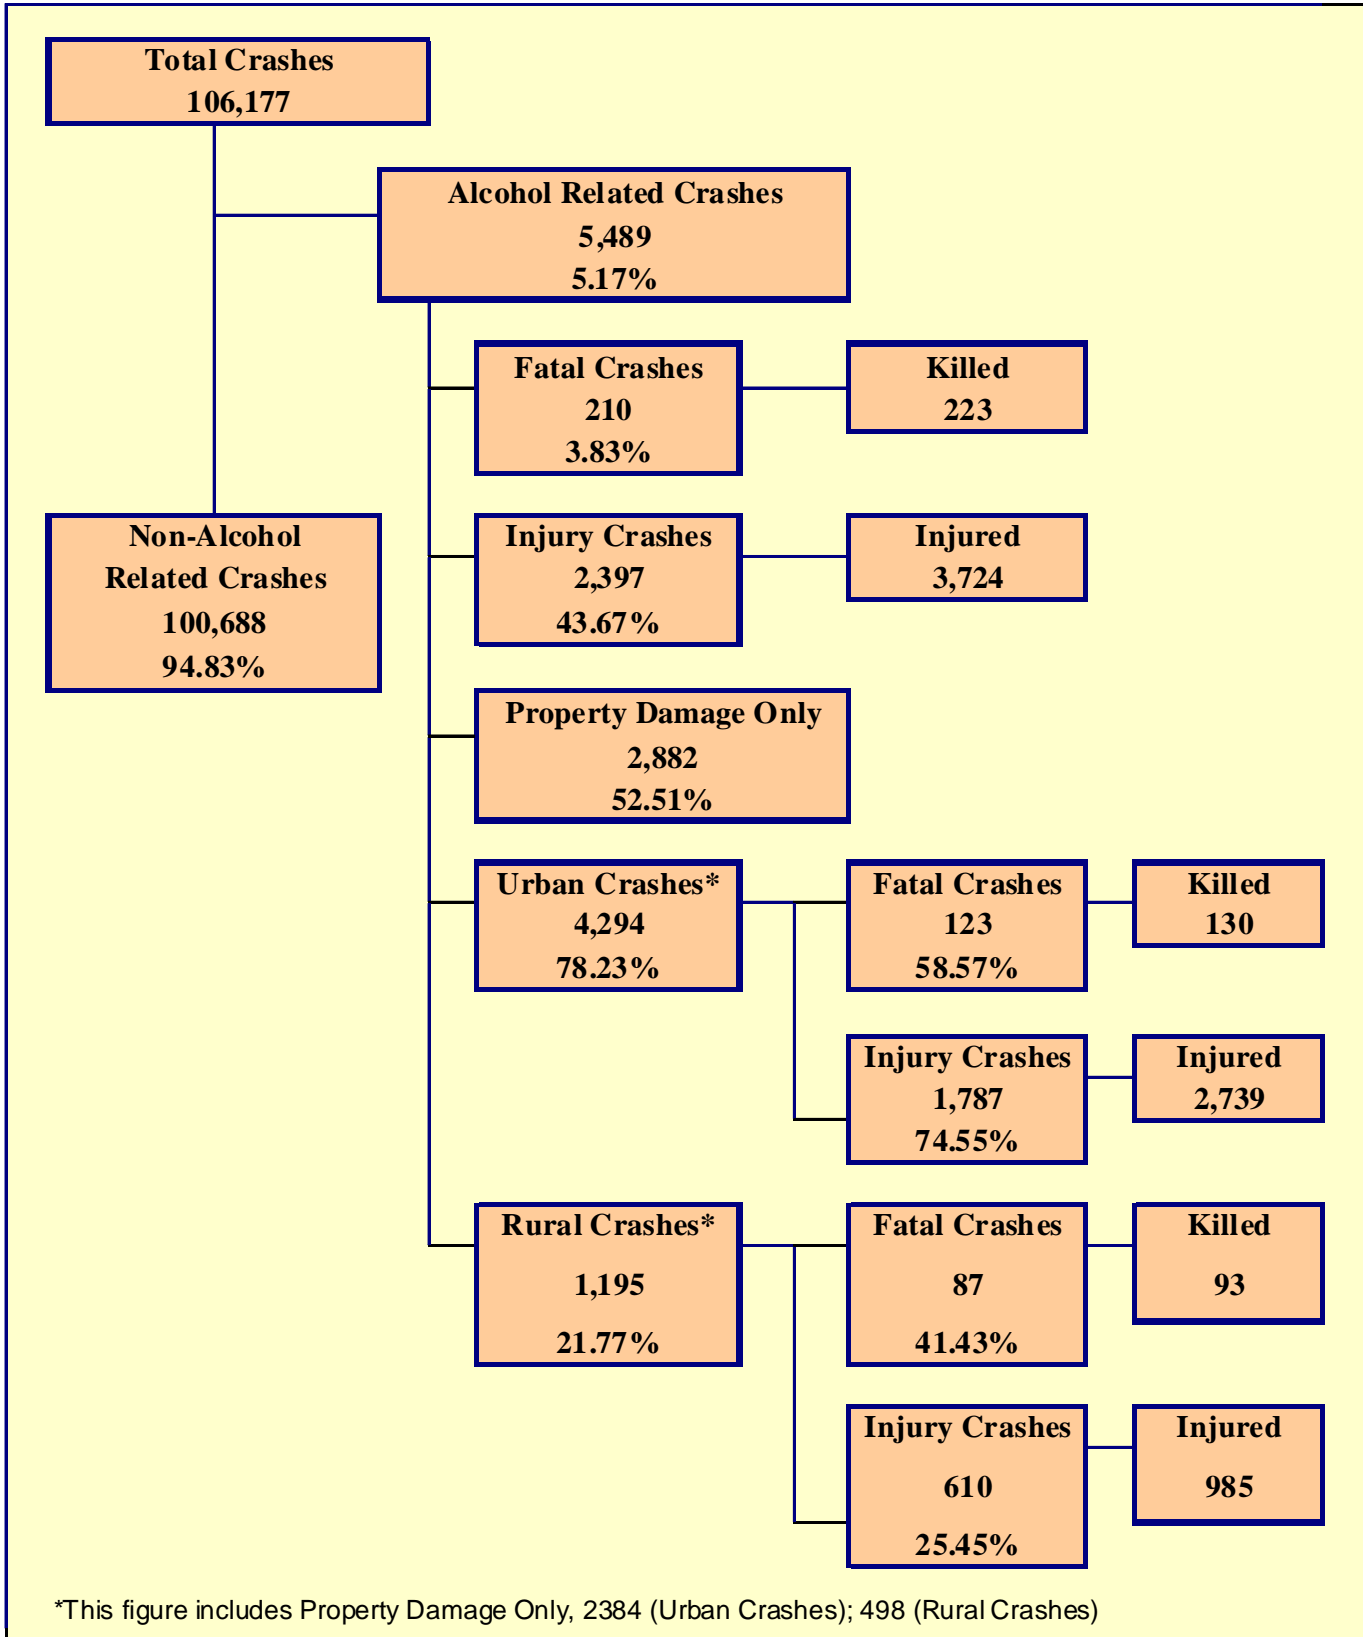 Total Crashes
106,177
Alcohol Related Crashes
5,489
5.17%
Fatal Crashes
210
3.83%
Killed
223
Non-Alcohol
Related Crashes
100,688
94.83%
Injury Crashes
2,397
43.67%
Injured
3,724
Property Damage Only
2,882
52.51%
Urban Crashes*
4,294
78.23%
Fatal Crashes
123
58.57%
Killed
130
Injury Crashes
1,787
74.55%
Injured
2,739
Rural Crashes*
1,195
21.77%
Fatal Crashes
87
41.43%
Killed
93
Injury Crashes
610
25.45%
Injured
985
*This figure includes Property Damage Only, 2384 (Urban Crashes); 498 (Rural Crashes)